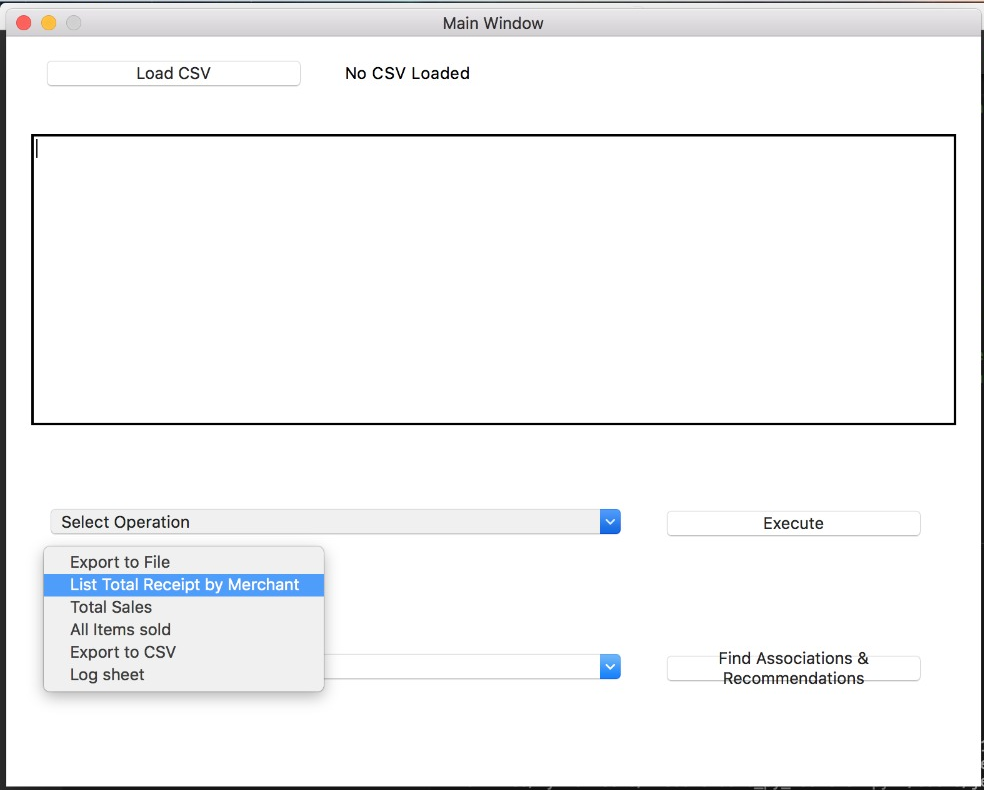 Main Window
Load CSV
No CSV Loaded
Select Operation
Execute
Export to File
List Total Receipt by Merchant
Total Sales
All Items sold
Export to CSV
Log sheet
Find Associations &
Recommendations